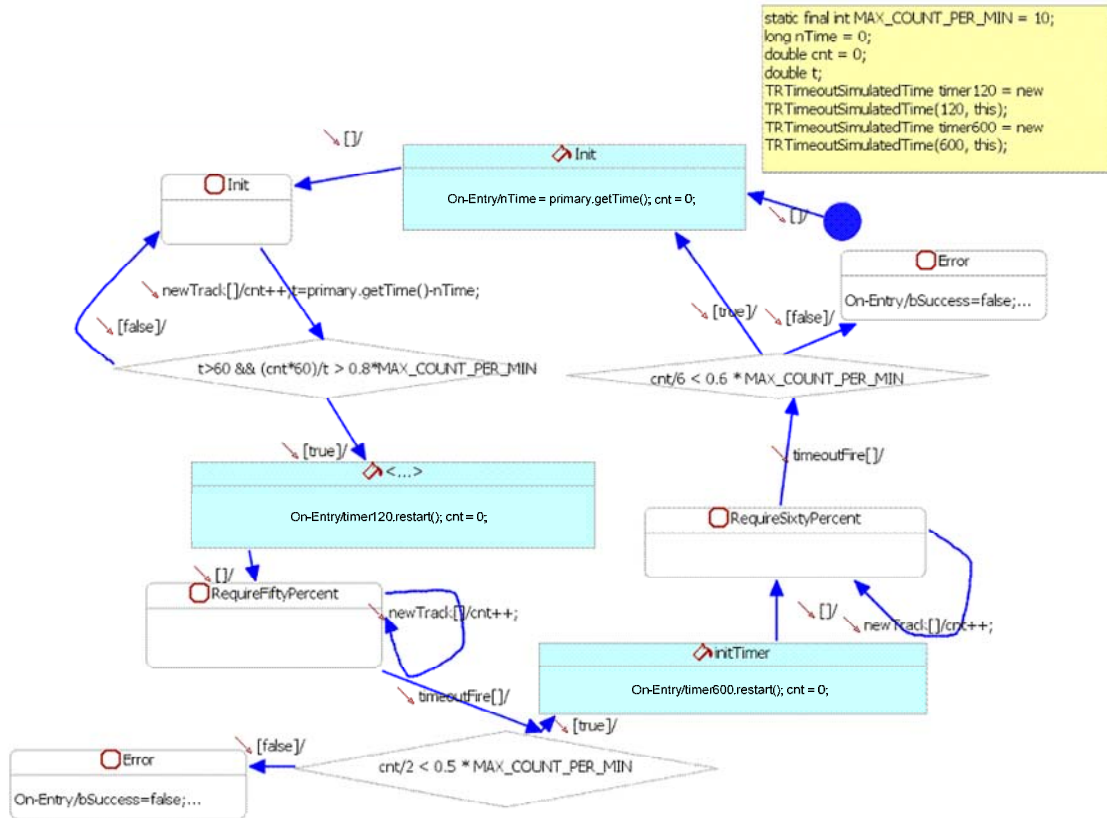 static final int MAX_COUNT_PER_MIN = 10;
long nTime = 0;
double cnt = 0;
double t;
TRTimeoutSimulatedTime timer120 = new
TRTimeoutSimulatedTime(120, this);
TRTimeoutSimulatedTime timer600 = new
TRTimeoutSimulatedTime(600, this);
[]/
Init
On-Entry/nTime = primary.getTime(); cnt = 0;
Init
[]/
Error
On-Entry/bSuccess=false;...
newTrack[]/cnt++;t=primary.getTime()-nTime;
[true]/
[false]/
[false]/
t>60 && (cnt*60)/t > 0.8*MAX_COUNT_PER_MIN
cnt/6 < 0.6 * MAX_COUNT_PER_MIN
[true]/
<...>
On-Entry/timer120.restart(); cnt = 0;
timeoutFire[]/
RequireSixtyPercent
[]/
RequireFiftyPercent
newTrack[]/cnt++;
[]/
newTrack[]/cnt++;
initTimer
On-Entry/timer600.restart(); cnt = 0;
timeoutFire[]/
[true]/
[false]/
Error
On-Entry/bSuccess=false;...
cnt/2 < 0.5 * MAX_COUNT_PER_MIN